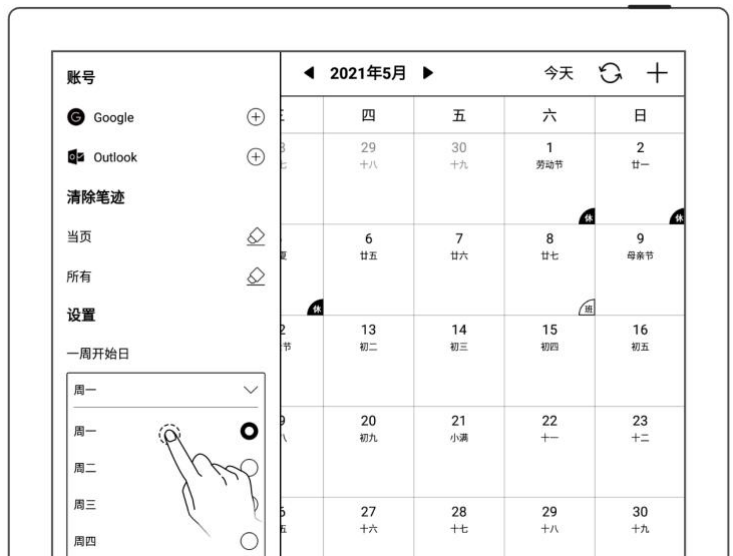 账号
Google
Outlook
清除笔迹
当页
所有
设置
一周开始日
周一
周一
周二
周三
周四
2021年5月 今天
四 五 六 日
29 30 1 2
十八 十九 劳动节 廿一
休 休
6 7 8 9
廿五 廿六 廿七 母亲节
休 班
13 14 15 16
初二 初三 初四 初五
20 21 22 23
初九 小满 十一 十二
27 28 29 30
十六 十七 十八 十九